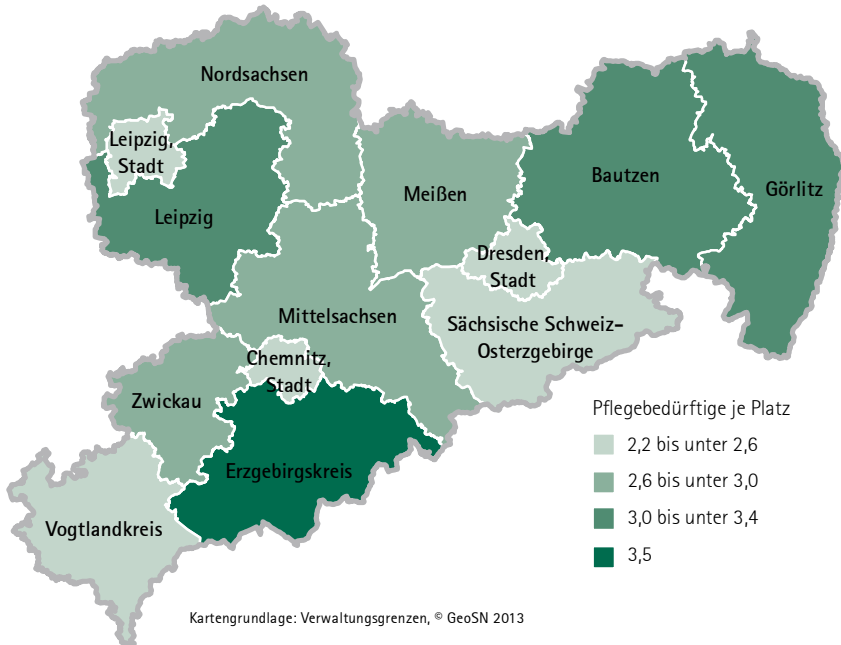 Nordsachsen
Leipzig,
Stadt
Leipzig
Meißen
Bautzen
Görlitz
Dresden,
Stadt
Mittelsachsen
Sächsische Schweiz-
Osterzgebirge
Chemnitz,
Stadt
Zwickau
Erzgebirgskreis
Vogtlandkreis
Pflegebedürftige je Platz
2,2 bis unter 2,6
2,6 bis unter 3,0
3,0 bis unter 3,4
3,5
Kartengrundlage: Verwaltungsgrenzen, © GeoSN 2013